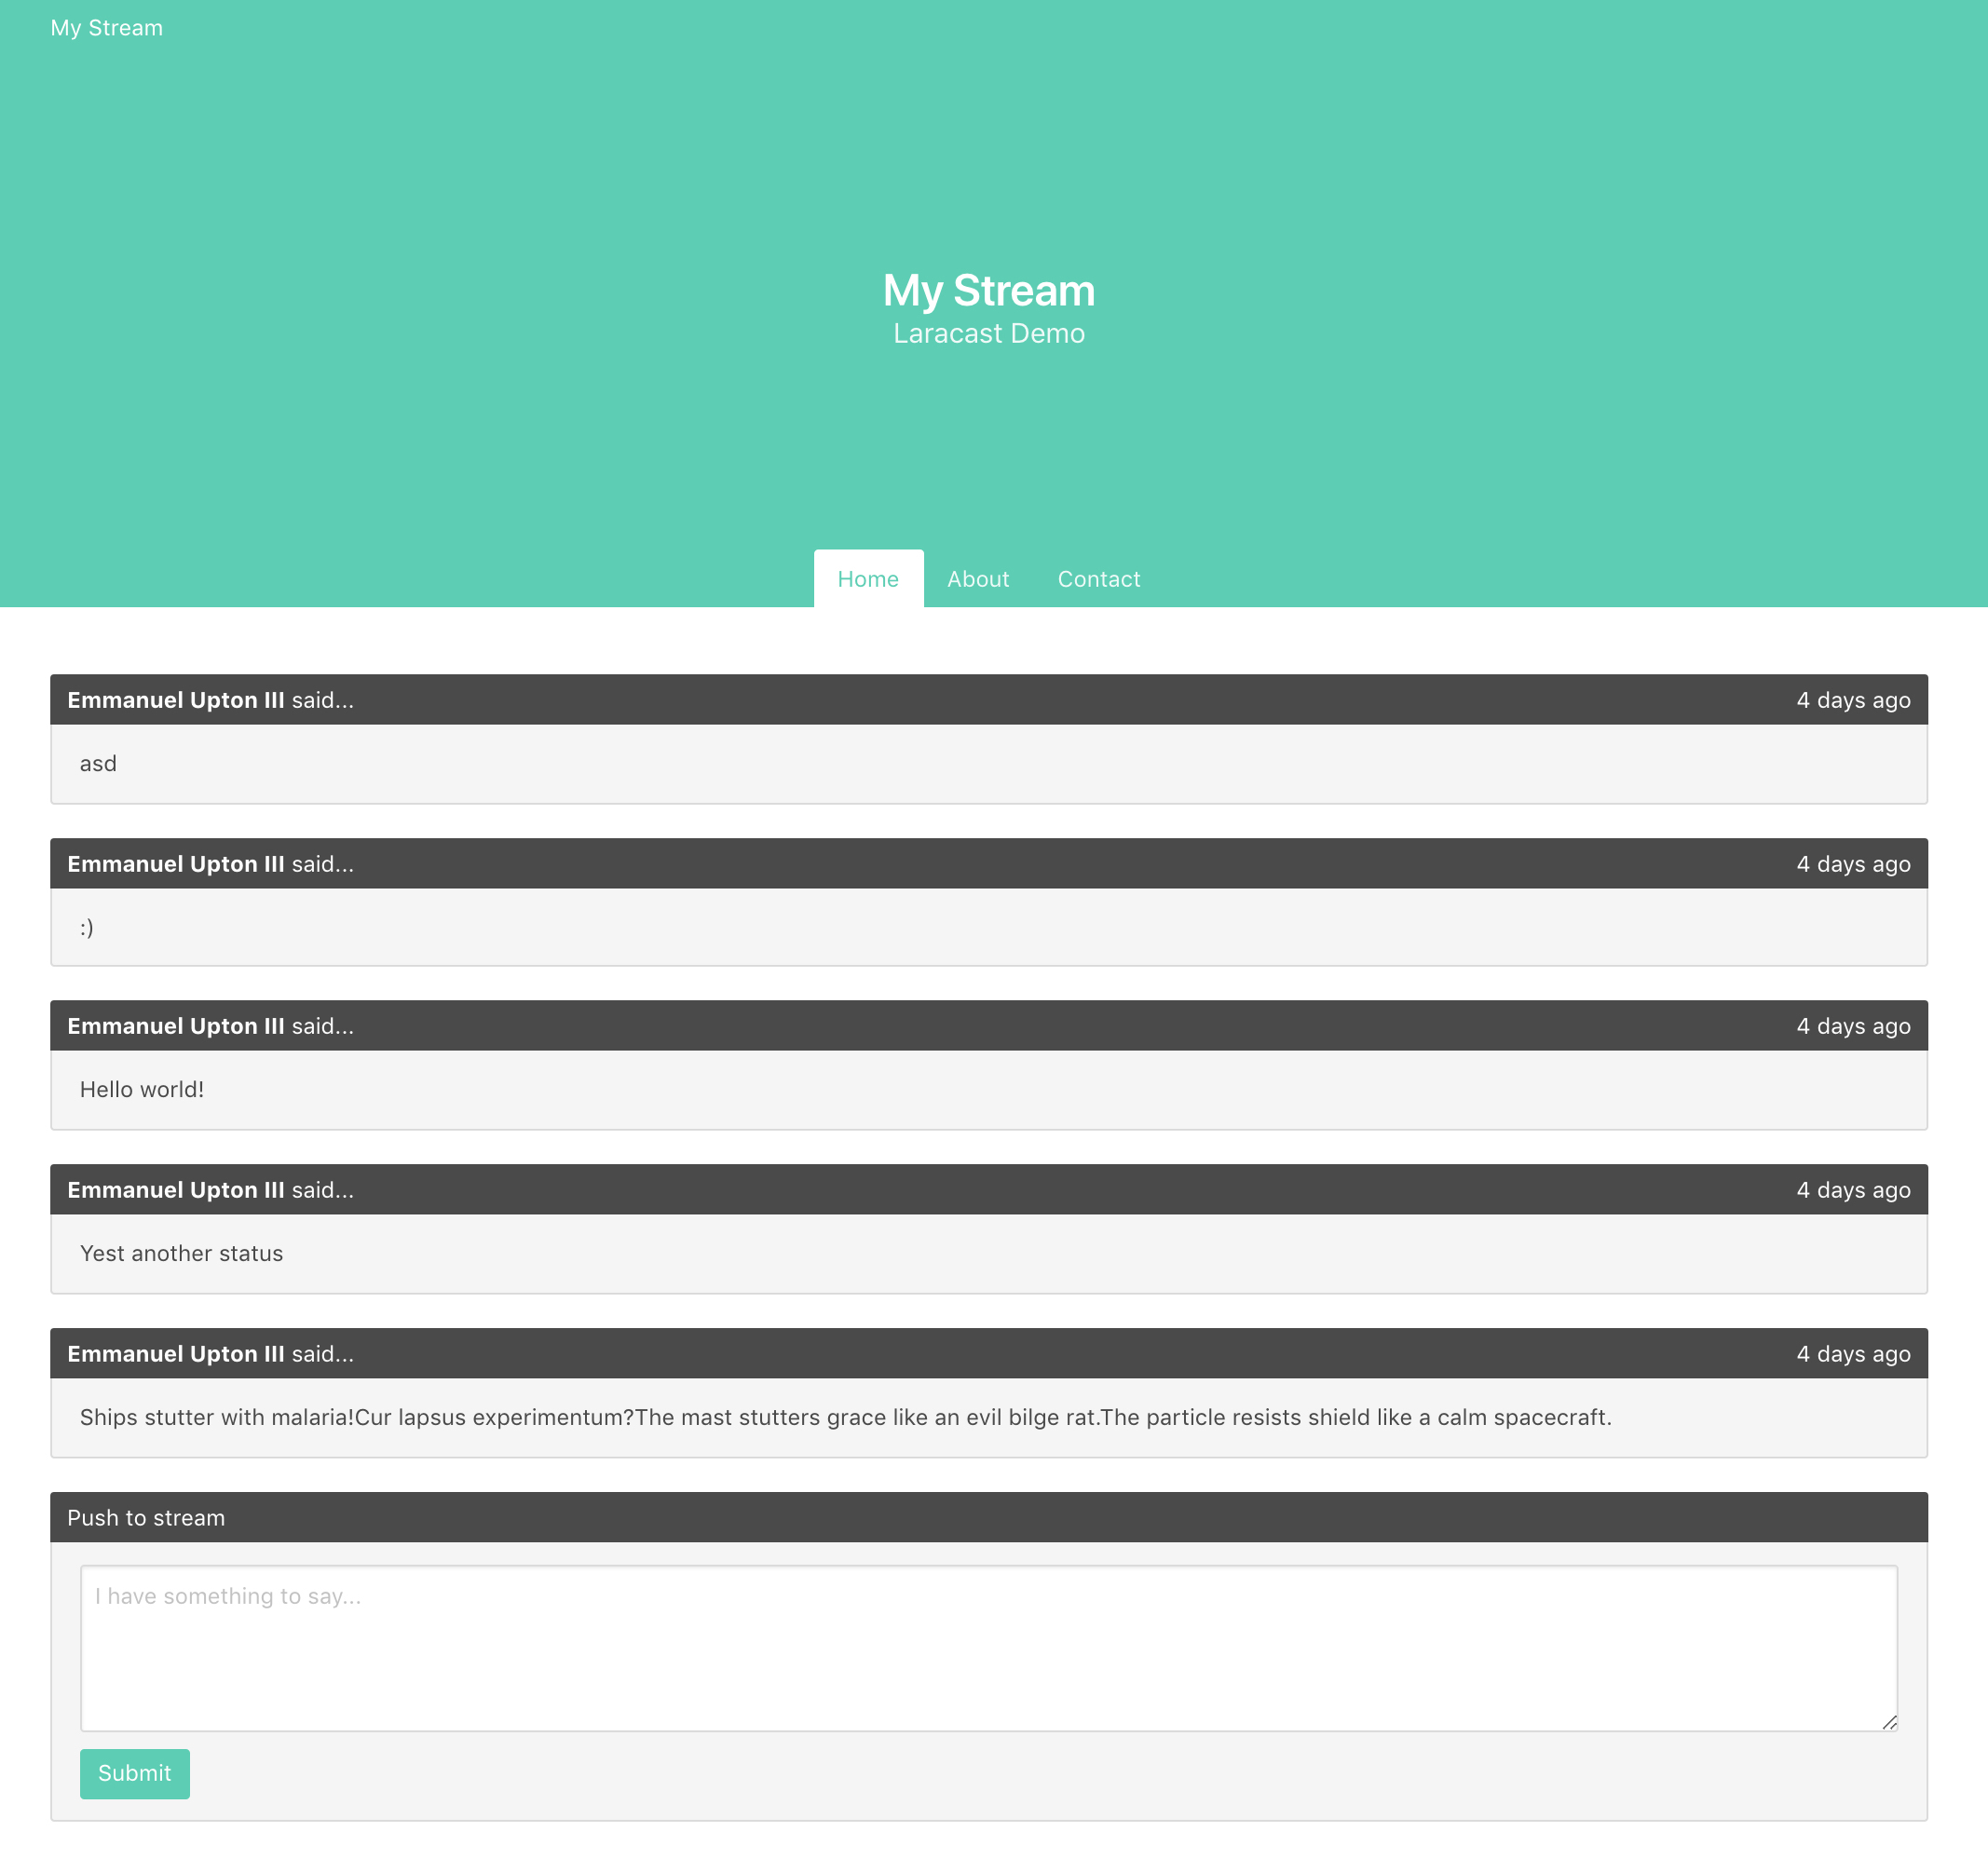 My Stream
My Stream
Laracast Demo
Home About Contact
Emmanuel Upton III said... 4 days ago
asd
Emmanuel Upton III said... 4 days ago
:)
Emmanuel Upton III said... 4 days ago
Hello world!
Emmanuel Upton III said... 4 days ago
Yest another status
Emmanuel Upton III said... 4 days ago
Ships stutter with malaria!Cur lapsus experimentum?The mast stutters grace like an evil bilge rat.The particle resists shield like a calm spacecraft.
Push to stream
I have something to say...
Submit